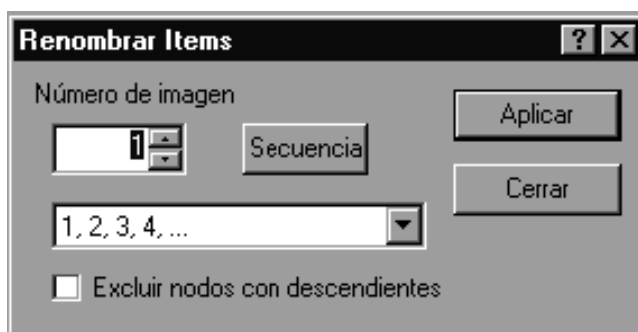 Renombrar Items
Número de imagen
1
Secuencia
Aplicar
Cerrar
1, 2, 3, 4, ...
Excluir nodos con descendientes